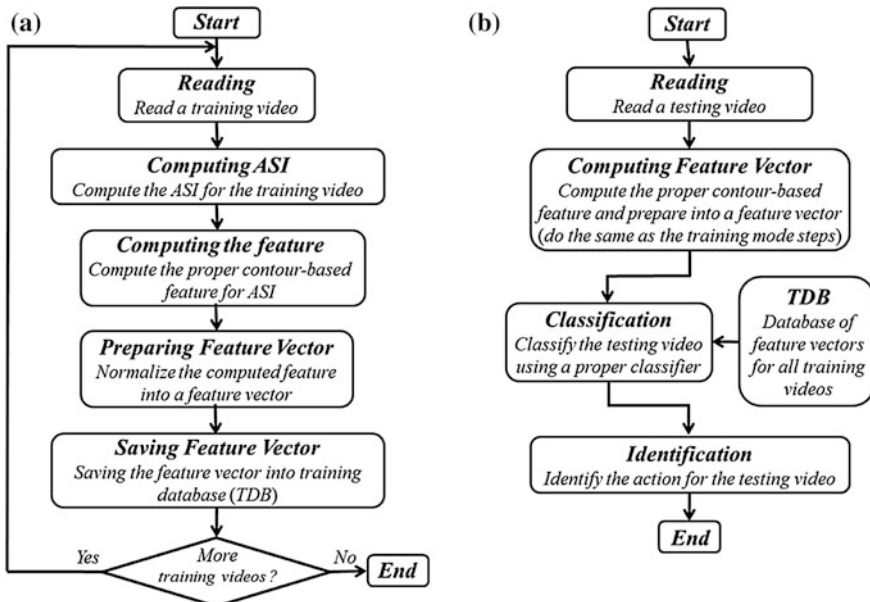 (a)
Start
Reading
Read a training video
Computing ASI
Compute the ASI for the training video
Computing the feature
Compute the proper contour-based
feature for ASI
Preparing Feature Vector
Normalize the computed feature
into a feature vector
Saving Feature Vector
Saving the feature vector into training
database (TDB)
More
training videos ?
Yes
No
End
(b)
Start
Reading
Read a testing video
Computing Feature Vector
Compute the proper contour-based
feature and prepare into a feature vector
(do the same as the training mode steps)
Classification
Classify the testing video
using a proper classifier
TDB
Database of
feature vectors
for all training
videos
Identification
Identify the action for the testing video
End